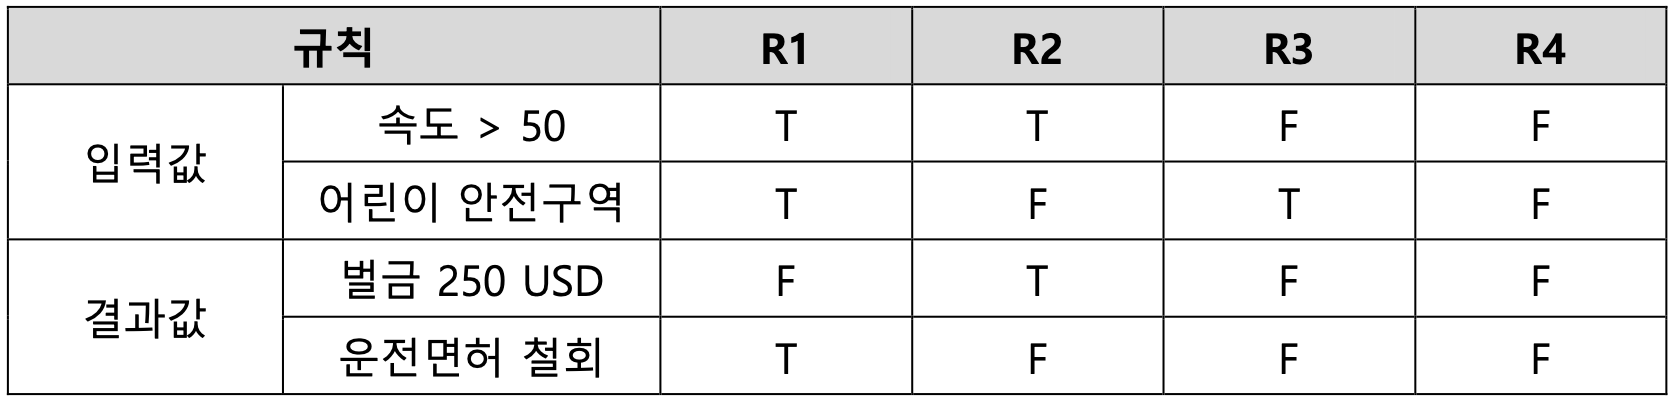 규칙 R1 R2 R3 R4
입력값 속도 > 50 T T F F
어린이 안전구역 T F T F
결과값 벌금 250 USD F T F F
운전면허 철회 T F F F